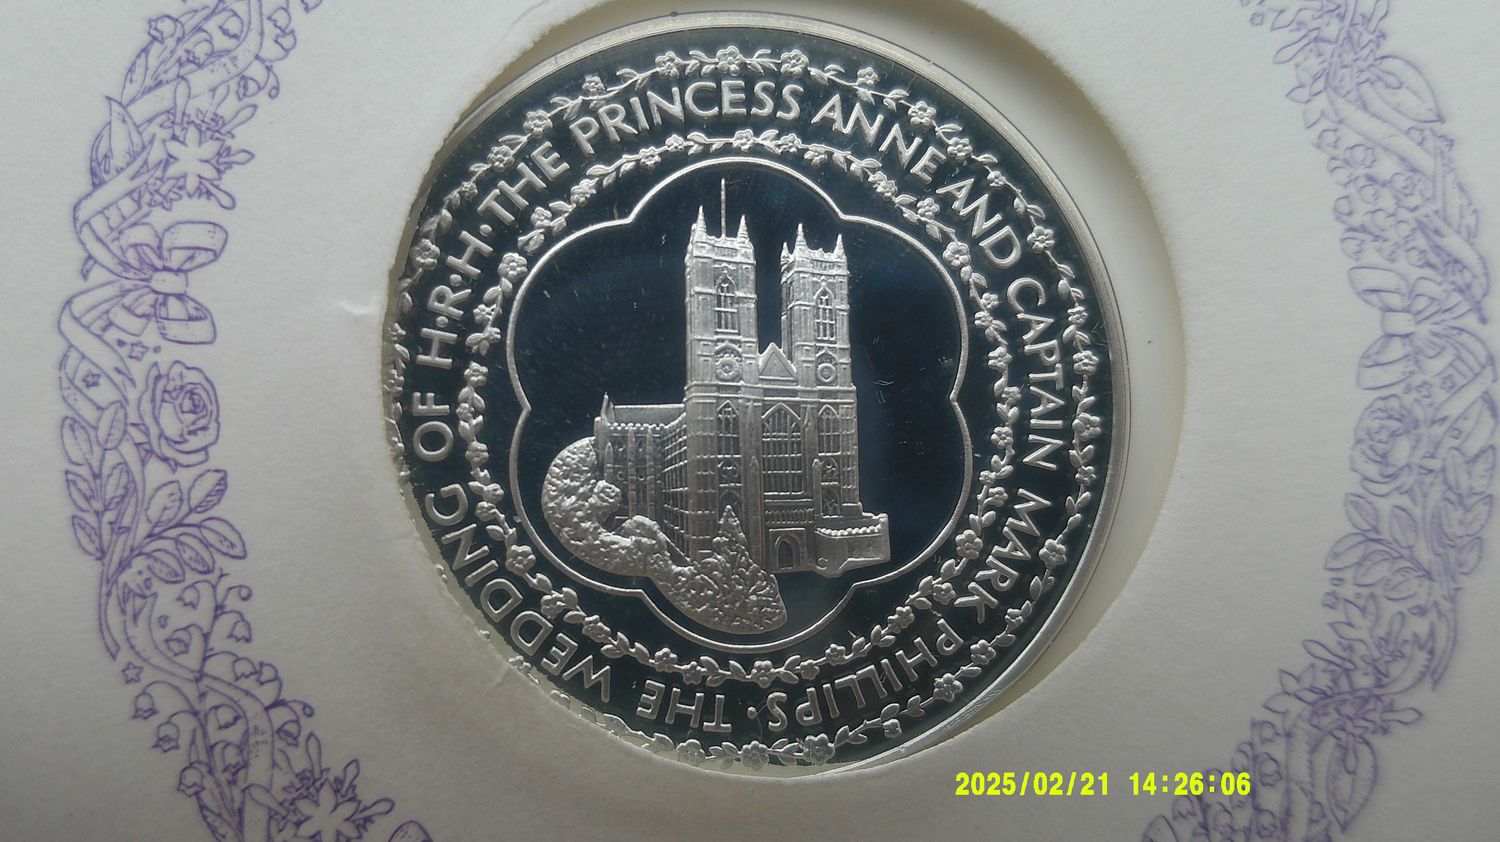 THE WEDDING OF H·R·H·THE PRINCESS ANNE AND CAPTAIN MARK PHILLIPS·
2025/02/21 14:26:06